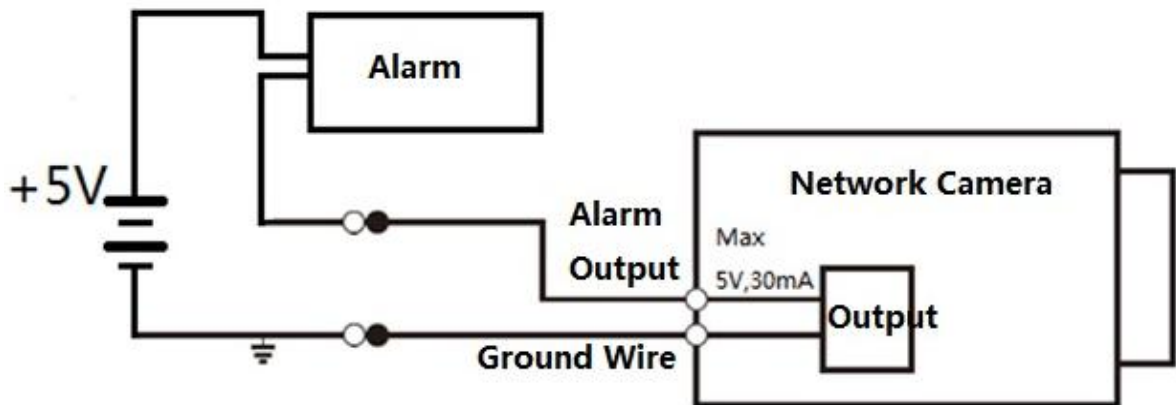 Alarm
+5V
Network Camera
Alarm
Output
Max
5V,30mA
Output
Ground Wire